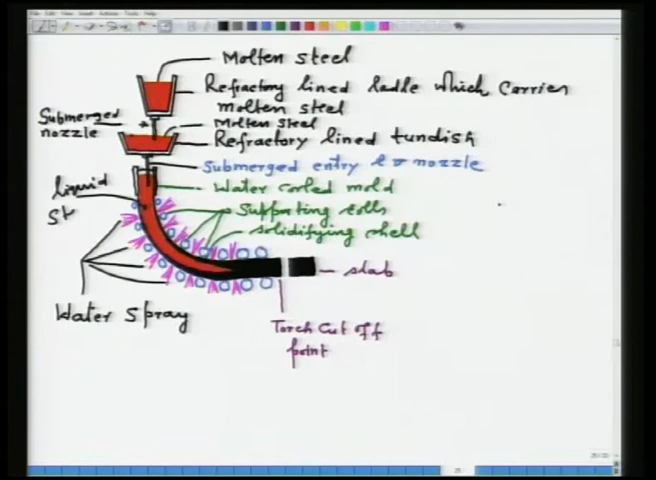 Molten steel
Refractory lined ladle which carries
molten steel
Submerged
nozzle
Molten steel
Refractory lined tundish
Submerged entry nozzle
Water cooled mold
liquid
St
Supporting rolls
solidifying shell
slab
Water spray
Torch cut off
point